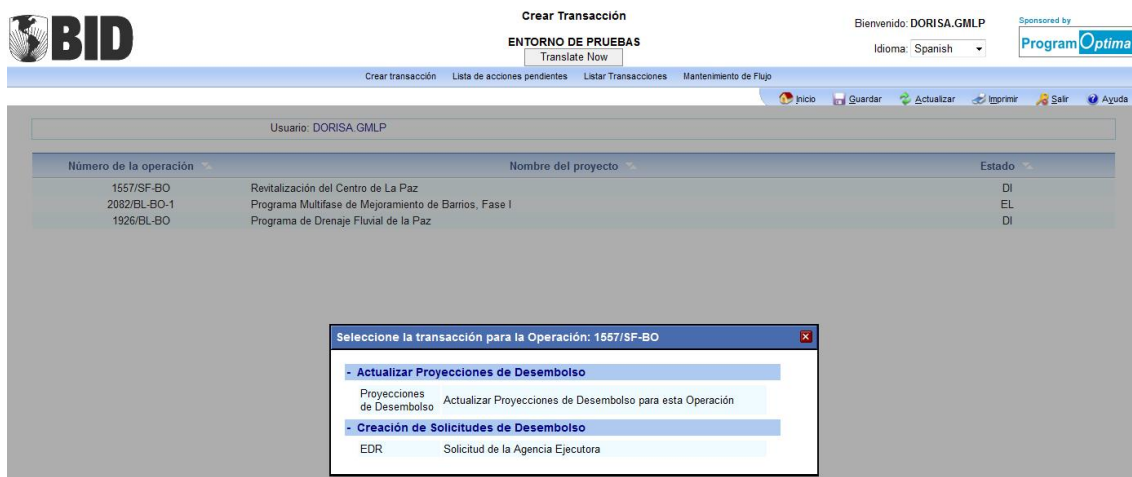 BID
Crear Transacción
ENTORNO DE PRUEBAS
Translate Now
Bienvenido: DORISA.GMLP
Idioma: Spanish
Sponsored by
Program Optima
Crear transacción Lista de acciones pendientes Listar Transacciones Mantenimiento de Flujo
Inicio Guardar Actualizar Imprimir Salir Ayuda
Usuario: DORISA.GMLP
Número de la operación Nombre del proyecto Estado
1557/SF-BO Revitalización del Centro de La Paz DI
2082/BL-BO-1 Programa Multifase de Mejoramiento de Barrios, Fase I EL
1926/BL-BO Programa de Drenaje Fluvial de la Paz DI
Seleccione la transacción para la Operación: 1557/SF-BO
- Actualizar Proyecciones de Desembolso
Proyecciones
de Desembolso Actualizar Proyecciones de Desembolso para esta Operación
- Creación de Solicitudes de Desembolso
EDR Solicitud de la Agencia Ejecutora